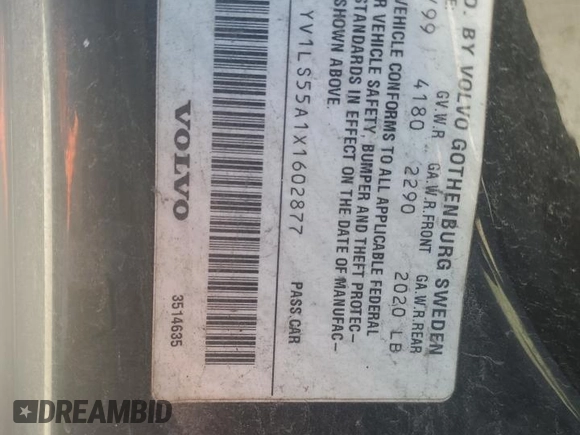 D. BY VOLVO GOTHENBURG SWEDEN
/99 4180 2290 2020 LB
G.V.W.R GA.W.R.FRONT GA.W.R.REAR
VEHICLE CONFORMS TO ALL APPLICABLE FEDERAL
R VEHICLE SAFETY, BUMPER AND THEFT PROTEC-
STANDARDS IN EFFECT ON THE DATE OF MANUFAC-
SHOWN ABOVE.
YV1LS55A1X1602877 PASS.CAR
VOLVO
3514635
DREAMBID